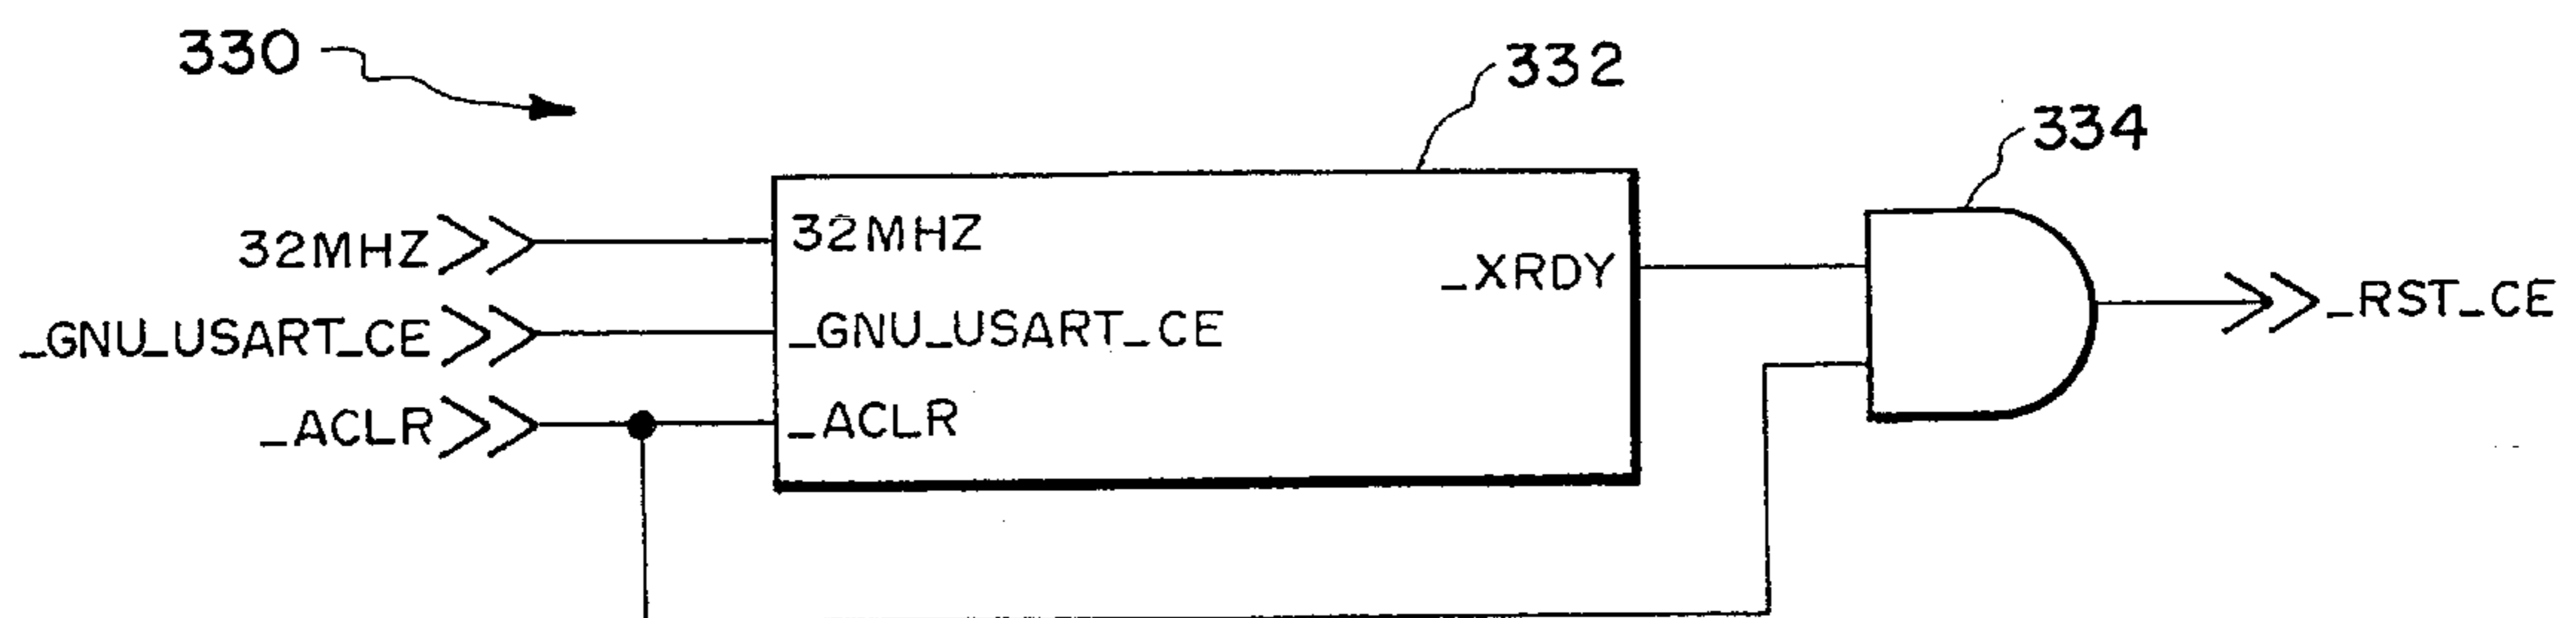 330
332
334
32MHZ
32MHZ
_XRDY
_GNU_USART_CE
_GNU_USART_CE
_RST_CE
_ACLR
_ACLR